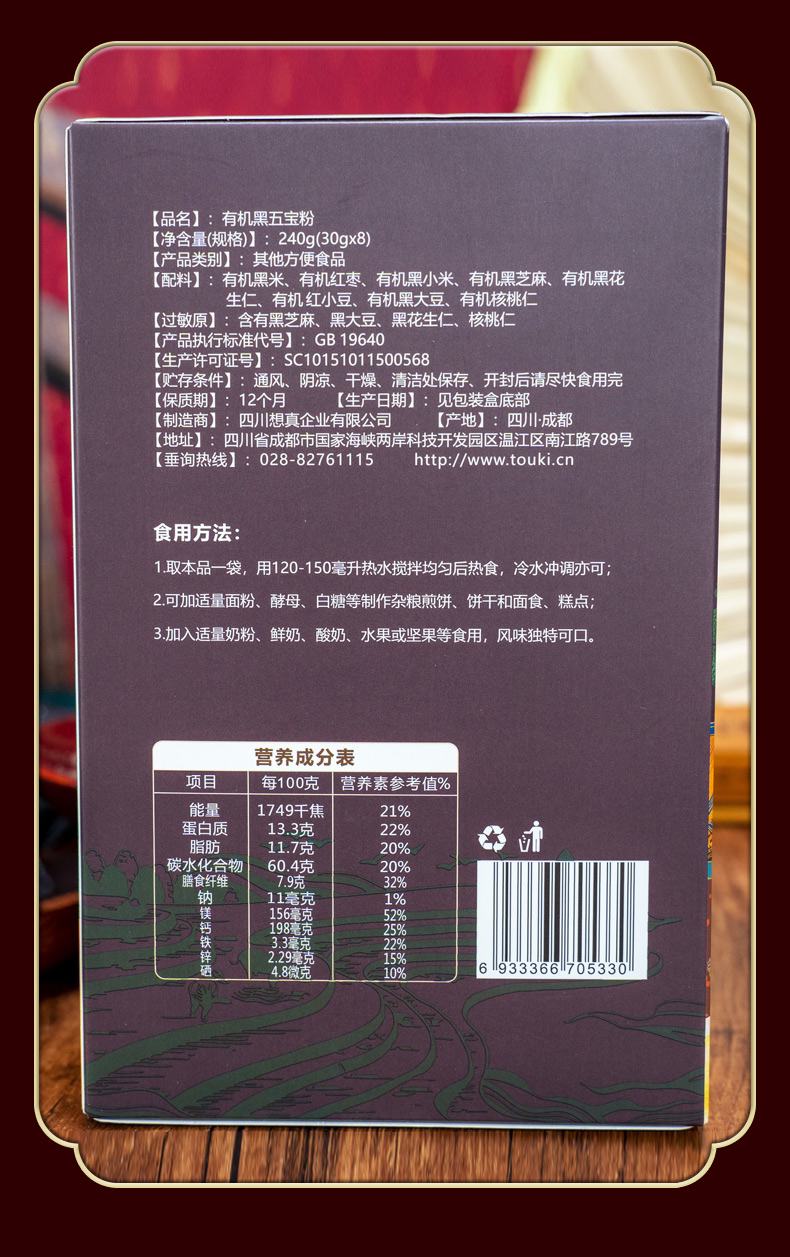 【品名】：有机黑五宝粉
【净含量(规格)】：240g(30gx8)
【产品类别】：其他方便食品
【配料】：有机黑米、有机红枣、有机黑小米、有机黑芝麻、有机黑花
生仁、有机红小豆、有机黑大豆、有机核桃仁
【过敏原】：含有黑芝麻、黑大豆、黑花生仁、核桃仁
【产品执行标准代号】：GB 19640
【生产许可证号】：SC10151011500568
【贮存条件】：通风、阴凉、干燥、清洁处保存、开封后请尽快食用完
【保质期】：12个月 【生产日期】：见包装盒底部
【制造商】：四川想真企业有限公司 【产地】：四川·成都
【地址】：四川省成都市国家海峡两岸科技开发园区温江区南江路789号
【垂询热线】：028-82761115 http://www.touki.cn
食用方法：
1.取本品一袋，用120-150毫升热水搅拌均匀后热食，冷水冲调亦可；
2.可加适量面粉、酵母、白糖等制作杂粮煎饼、饼干和面食、糕点；
3.加入适量奶粉、鲜奶、酸奶、水果或坚果等食用，风味独特可口。
营养成分表
项目 每100克 营养素参考值%
能量 1749千焦 21%
蛋白质 13.3克 22%
脂肪 11.7克 20%
碳水化合物 60.4克 20%
膳食纤维 7.9克 32%
钠 11毫克 1%
镁 156毫克 52%
钙 198毫克 25%
铁 3.3毫克 22%
锌 2.29毫克 15%
硒 4.8微克 10%
6 933366 705330